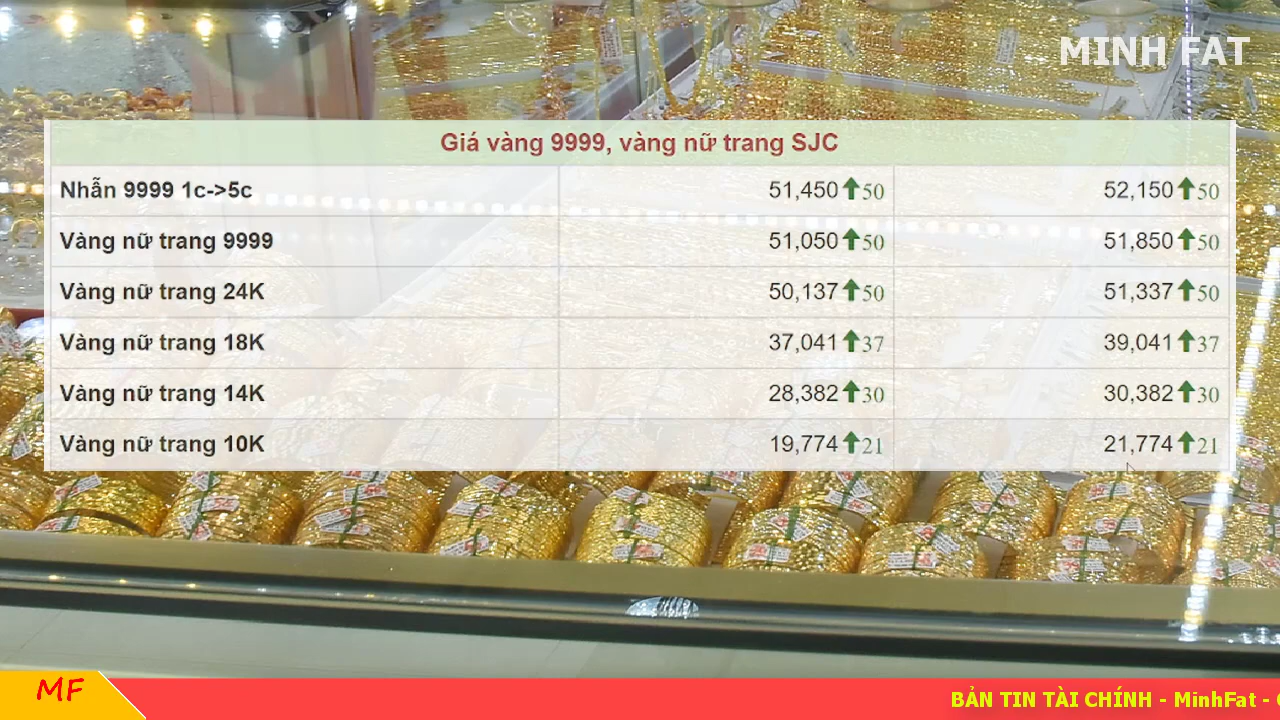 MINH FAT
Giá vàng 9999, vàng nữ trang SJC
Nhẫn 9999 1c->5c 51,450 50 52,150 50
Vàng nữ trang 9999 51,050 50 51,850 50
Vàng nữ trang 24K 50,137 50 51,337 50
Vàng nữ trang 18K 37,041 37 39,041 37
Vàng nữ trang 14K 28,382 30 30,382 30
Vàng nữ trang 10K 19,774 21 21,774 21
MF
BẢN TIN TÀI CHÍNH - MinhFat -